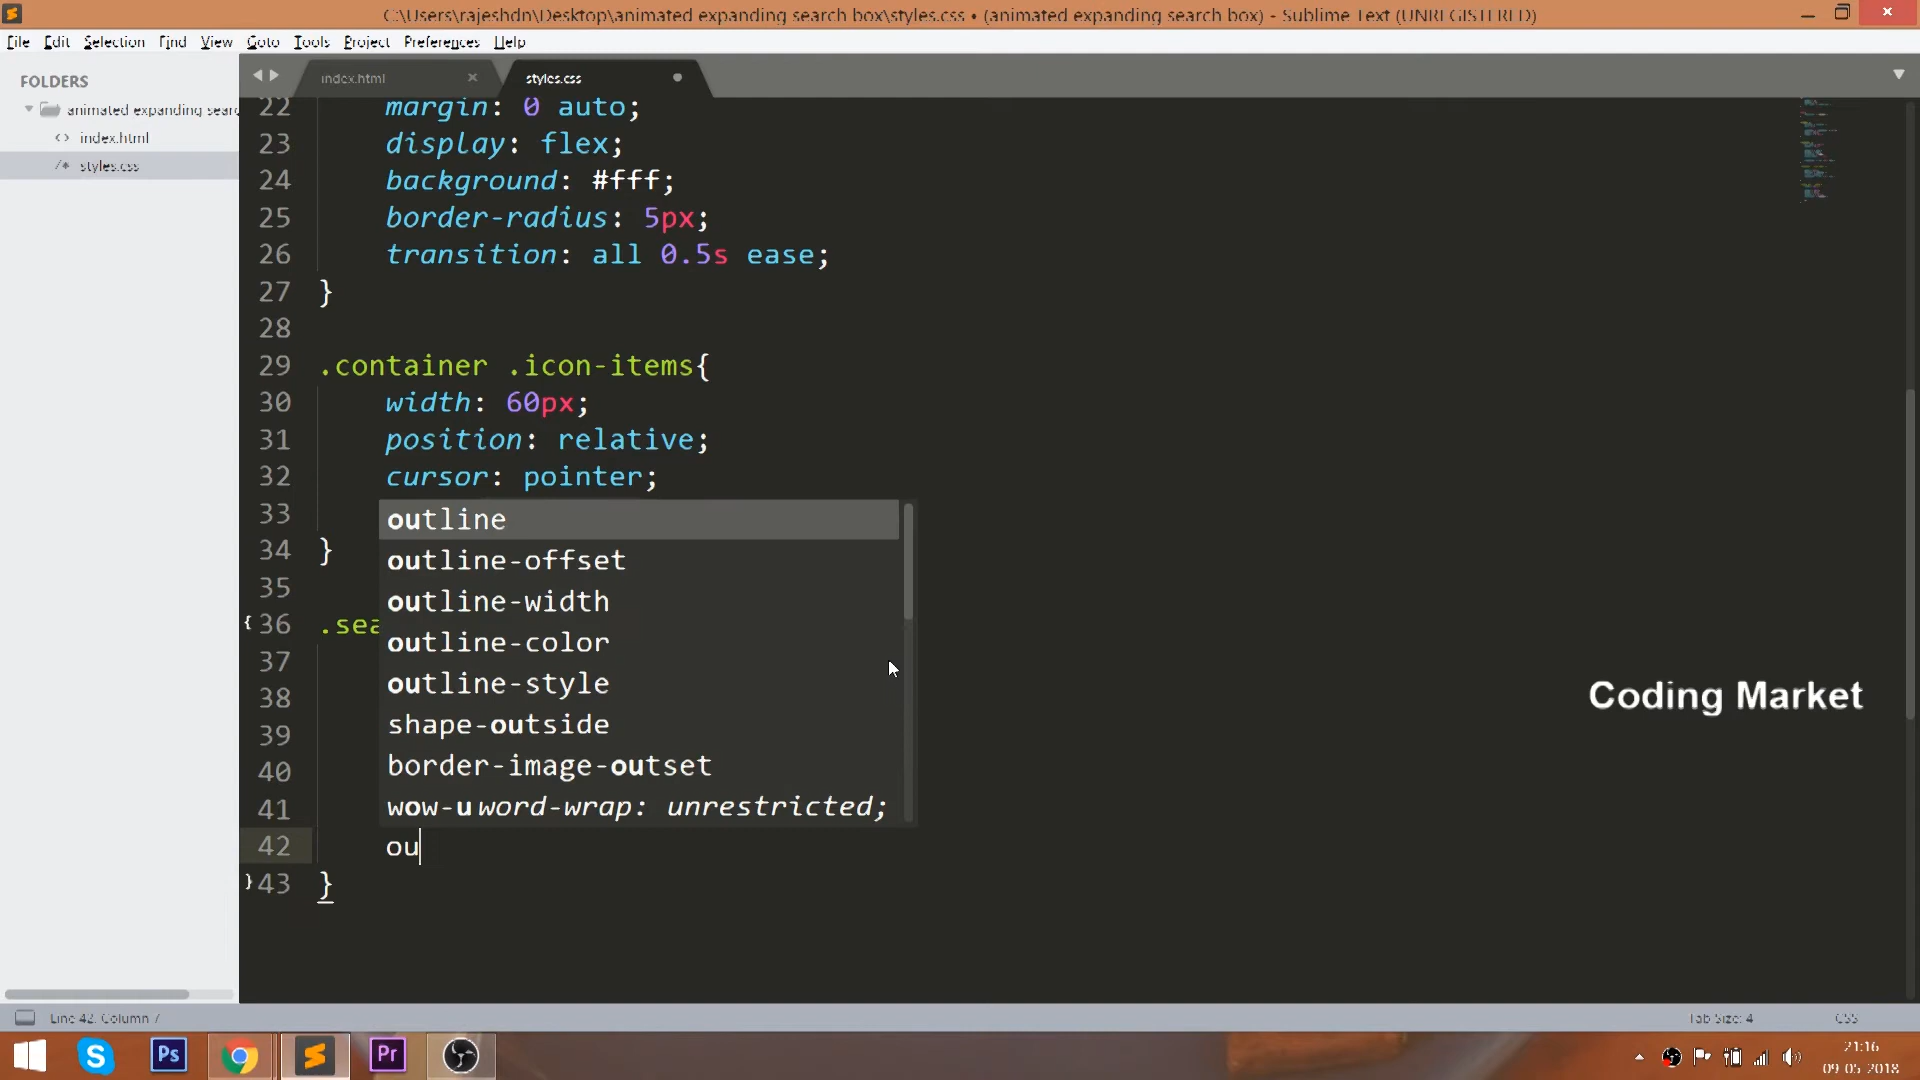 C:\Users\rajeshdn\Desktop\animated expanding search box\styles.css • (animated expanding search box) - Sublime Text (UNREGISTERED)
File Edit Selection Find View Goto Tools Project Preferences Help
FOLDERS
animated expanding searc
index.html
styles.css
index.html
styles.css
22 margin: 0 auto;
23 display: flex;
24 background: #fff;
25 border-radius: 5px;
26 transition: all 0.5s ease;
27 }
28
29 .container .icon-items{
30 width: 60px;
31 position: relative;
32 cursor: pointer;
33
34 }
35
36 .sea
37
38
39
40
41
42 ou
43 }
outline
outline-offset
outline-width
outline-color
outline-style
shape-outside
border-image-outset
wow-u word-wrap: unrestricted;
Coding Market
Line 42, Column 7
Tab Size: 4
CSS
Ps
Pr
21:16
09-05-2018